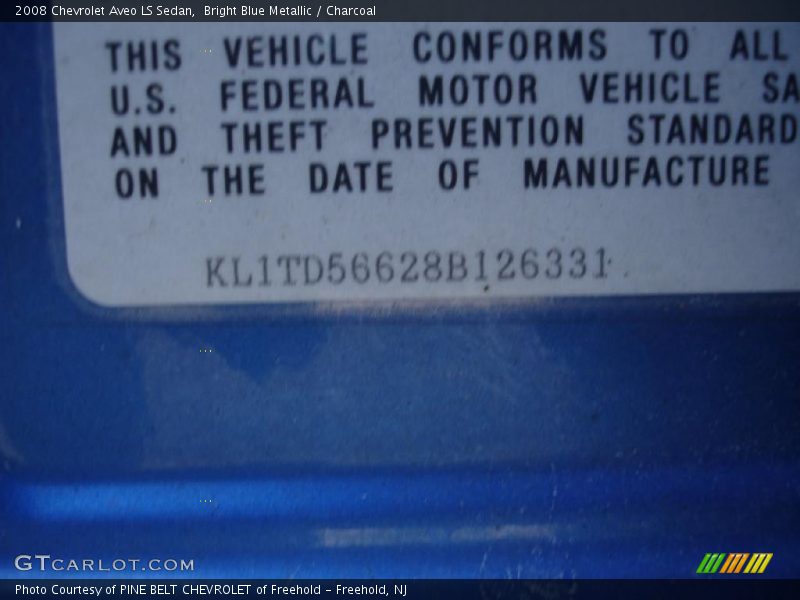 2008 Chevrolet Aveo LS Sedan,  Bright Blue Metallic / Charcoal
THIS VEHICLE CONFORMS TO ALL
U.S. FEDERAL MOTOR VEHICLE SA
AND THEFT PREVENTION STANDARD
ON THE DATE OF MANUFACTURE
KL1TD56628B126331
GTCARLOT.COM
Photo Courtesy of PINE BELT CHEVROLET of Freehold - Freehold, NJ